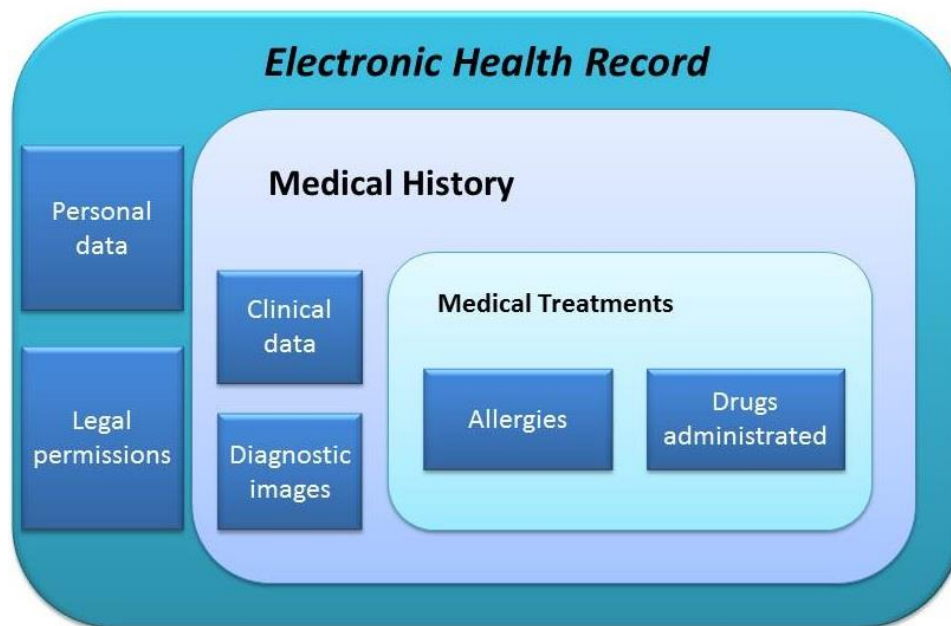 Electronic Health Record
Medical History
Personal
data
Clinical
data
Medical Treatments
Legal
permissions
Diagnostic
images
Allergies
Drugs
administrated